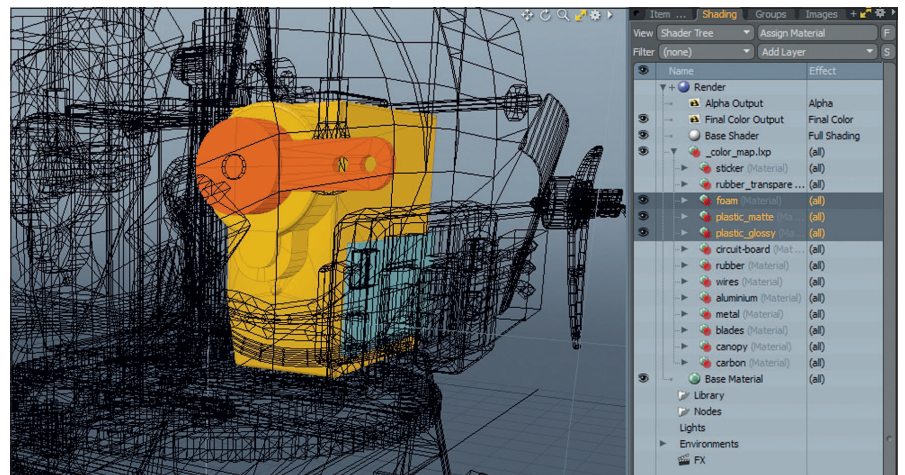 Item ... Shading Groups Images +
View Shader Tree Assign Material F
Filter (none) Add Layer S
Name Effect
Render
Alpha Output Alpha
Final Color Output Final Color
Base Shader Full Shading
_color_map.lxp (all)
sticker (Material) (all)
rubber_transpare ... (all)
foam (Material) (all)
plastic_matte (Ma ... (all)
plastic_glossy (Ma ... (all)
circuit-board (Mat ... (all)
rubber (Material) (all)
wires (Material) (all)
aluminium (Material) (all)
metal (Material) (all)
blades (Material) (all)
canopy (Material) (all)
carbon (Material) (all)
Base Material (all)
Library
Nodes
Lights
Environments
FX